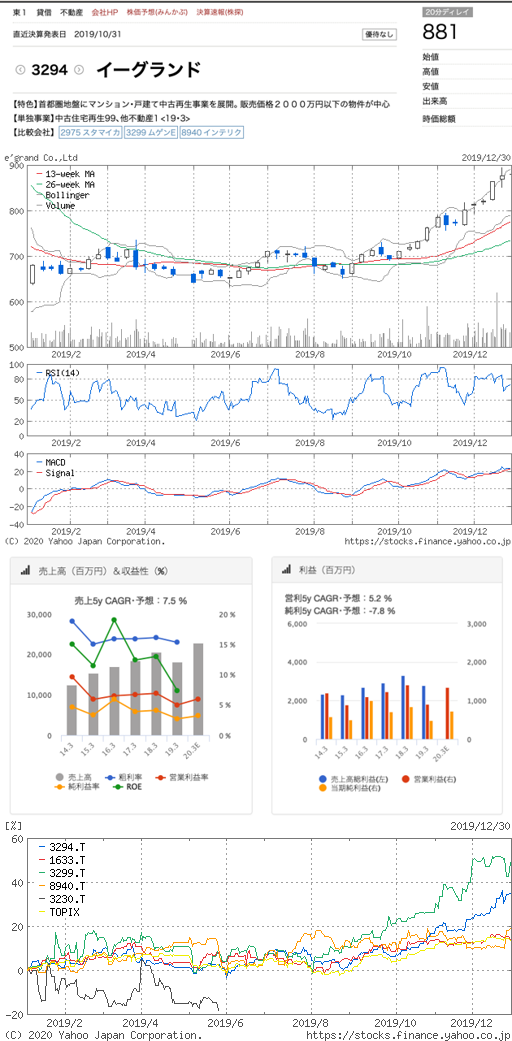 東1 貸借 不動産 会社HP 株価予想(みんかぶ) 決算速報(株探)
20分ディレイ
直近決算発表日 2019/10/31
優待なし
881
3294 イーグランド
始値
高値
安値
出来高
時価総額
【特色】首都圏地盤にマンション・戸建て中古再生事業を展開。販売価格2000万円以下の物件が中心
【単独事業】中古住宅再生99、他不動産1<19・3>
【比較会社】2975 スタマイカ 3299 ムゲンE 8940 インテリク
e'grand Co.,Ltd 2019/12/30
13-week MA
26-week MA
Bollinger
Volume
900
800
700
600
500
2019/2 2019/4 2019/6 2019/8 2019/10 2019/12
RSI(14)
100
80
50
20
0
2019/2 2019/4 2019/6 2019/8 2019/10 2019/12
MACD
Signal
40
20
0
-20
-40
2019/2 2019/4 2019/6 2019/8 2019/10 2019/12
(C) 2020 Yahoo Japan Corporation. https://stocks.finance.yahoo.co.jp
売上高（百万円）＆収益性（%）
売上5y CAGR・予想：7.5 %
30,000 20 %
15 %
20,000
10 %
10,000
5 %
0 0 %
14.3 15.3 16.3 17.3 18.3 19.3 20.3E
売上高 粗利率 営業利益率
純利益率 ROE
利益（百万円）
営利5y CAGR・予想：5.2 %
純利5y CAGR・予想：-7.8 %
6,000 3,000
4,000 2,000
2,000 1,000
0 0
14.3 15.3 16.3 17.3 18.3 19.3 20.3E
売上高総利益(左) 営業利益(右)
当期純利益(右)
[%] 2019/12/30
3294.T
1633.T
3299.T
8940.T
3230.T
TOPIX
60
40
20
0
-20
2019/2 2019/4 2019/6 2019/8 2019/10 2019/12
(C) 2020 Yahoo Japan Corporation. https://stocks.finance.yahoo.co.jp